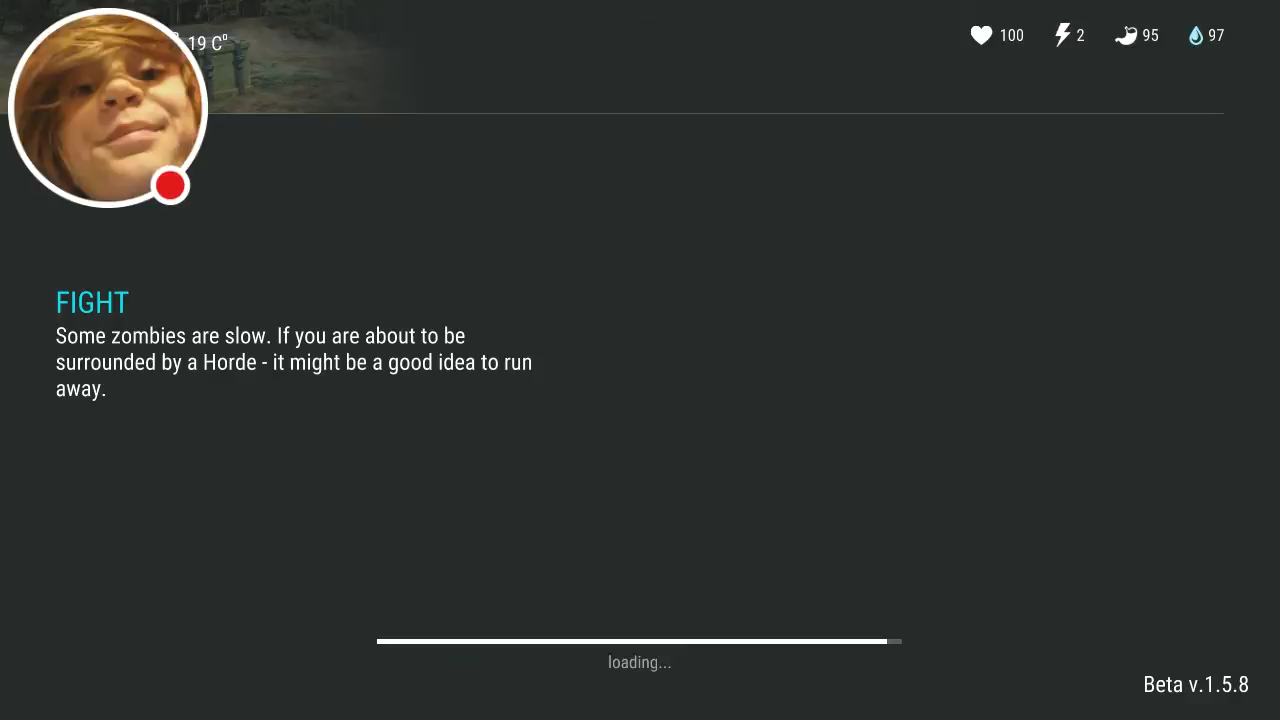 19 C°
100
2
95
97
FIGHT
Some zombies are slow. If you are about to be
surrounded by a Horde - it might be a good idea to run
away.
loading...
Beta v.1.5.8